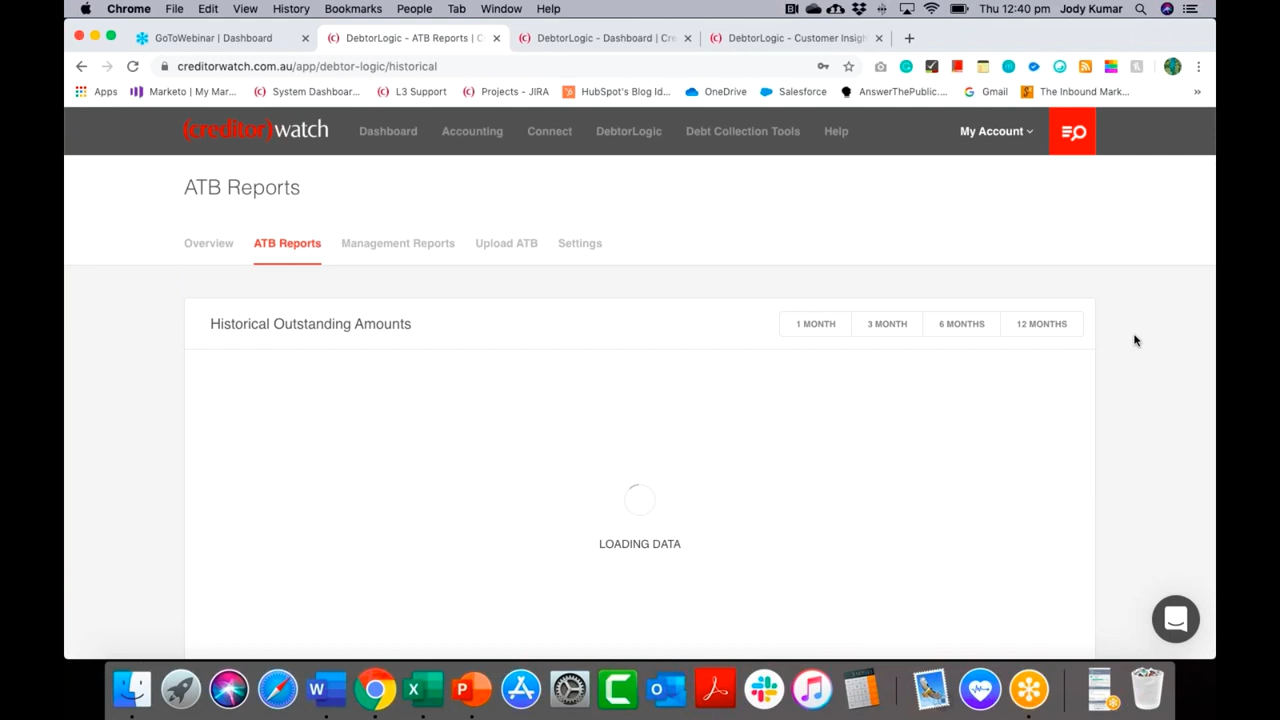 Chrome File Edit View History Bookmarks People Tab Window Help Thu 12:40 pm Jody Kumar
GoToWebinar | Dashboard × DebtorLogic - ATB Reports | C × DebtorLogic - Dashboard | Cre × DebtorLogic - Customer Insigh × +
creditorwatch.com.au/app/debtor-logic/historical
Apps Marketo | My Mar... System Dashboar... L3 Support Projects - JIRA HubSpot's Blog Id... OneDrive Salesforce AnswerThePublic.... Gmail The Inbound Mark... »
(creditor)watch Dashboard Accounting Connect DebtorLogic Debt Collection Tools Help My Account
ATB Reports
Overview ATB Reports Management Reports Upload ATB Settings
Historical Outstanding Amounts 1 MONTH 3 MONTH 6 MONTHS 12 MONTHS
LOADING DATA